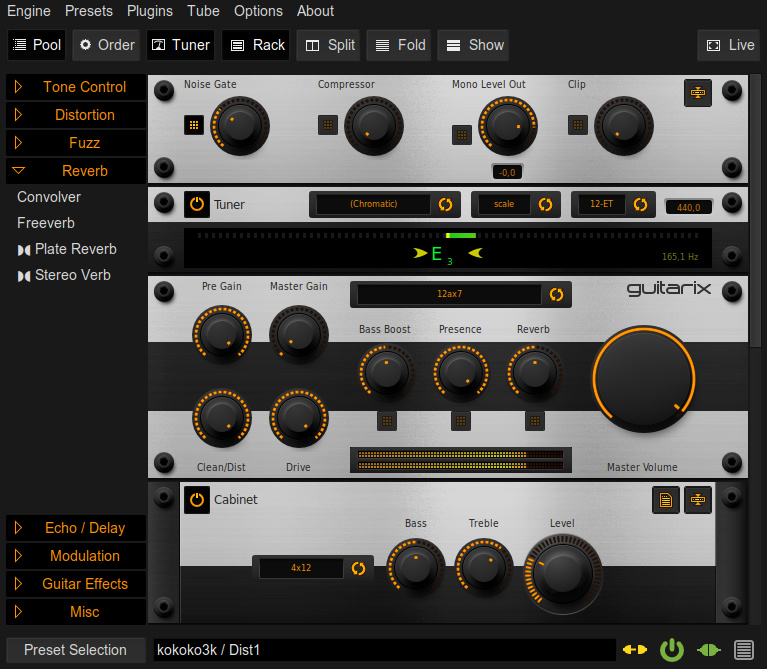 Engine Presets Plugins Tube Options About
Pool Order Tuner Rack Split Fold Show Live
Tone Control
Distortion
Fuzz
Reverb
Convolver
Freeverb
Plate Reverb
Stereo Verb
Echo / Delay
Modulation
Guitar Effects
Misc
Noise Gate Compressor Mono Level Out Clip
-0,0
Tuner (Chromatic) scale 12-ET 440,0
E 3 165,1 Hz
Pre Gain Master Gain 12ax7 guitarix
Bass Boost Presence Reverb
Clean/Dist Drive Master Volume
Cabinet
Bass Treble Level
4x12
Preset Selection kokoko3k / Dist1